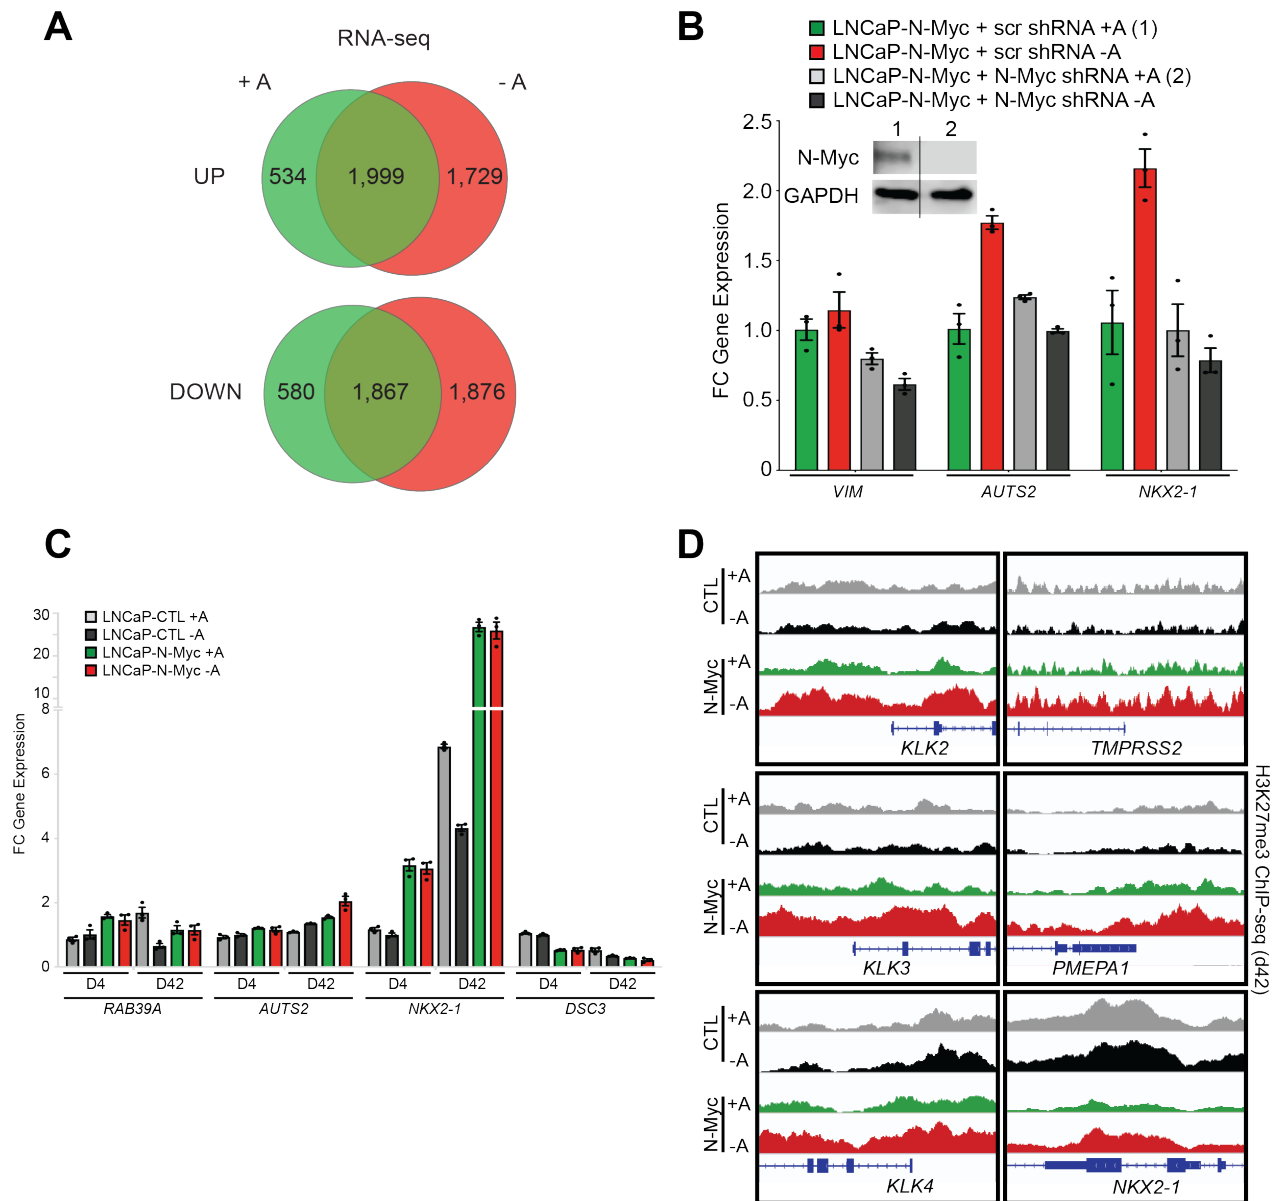 A
RNA-seq
+ A
- A
UP
534
1,999
1,729
DOWN
580
1,867
1,876
B
LNCaP-N-Myc + scr shRNA +A (1)
LNCaP-N-Myc + scr shRNA -A
LNCaP-N-Myc + N-Myc shRNA +A (2)
LNCaP-N-Myc + N-Myc shRNA -A
FC Gene Expression
2.5
2.0
1.5
1.0
0.5
0
1 2
N-Myc
GAPDH
VIM AUTS2 NKX2-1
C
LNCaP-CTL +A
LNCaP-CTL -A
LNCaP-N-Myc +A
LNCaP-N-Myc -A
FC Gene Expression
30
20
10
8
6
4
2
0
D4 D42 D4 D42 D4 D42 D4 D42
RAB39A AUTS2 NKX2-1 DSC3
D
CTL
+A
-A
N-Myc
+A
-A
KLK2 TMPRSS2
CTL
+A
-A
N-Myc
+A
-A
KLK3 PMEPA1
CTL
+A
-A
N-Myc
+A
-A
KLK4 NKX2-1
H3K27me3 ChIP-seq (d42)